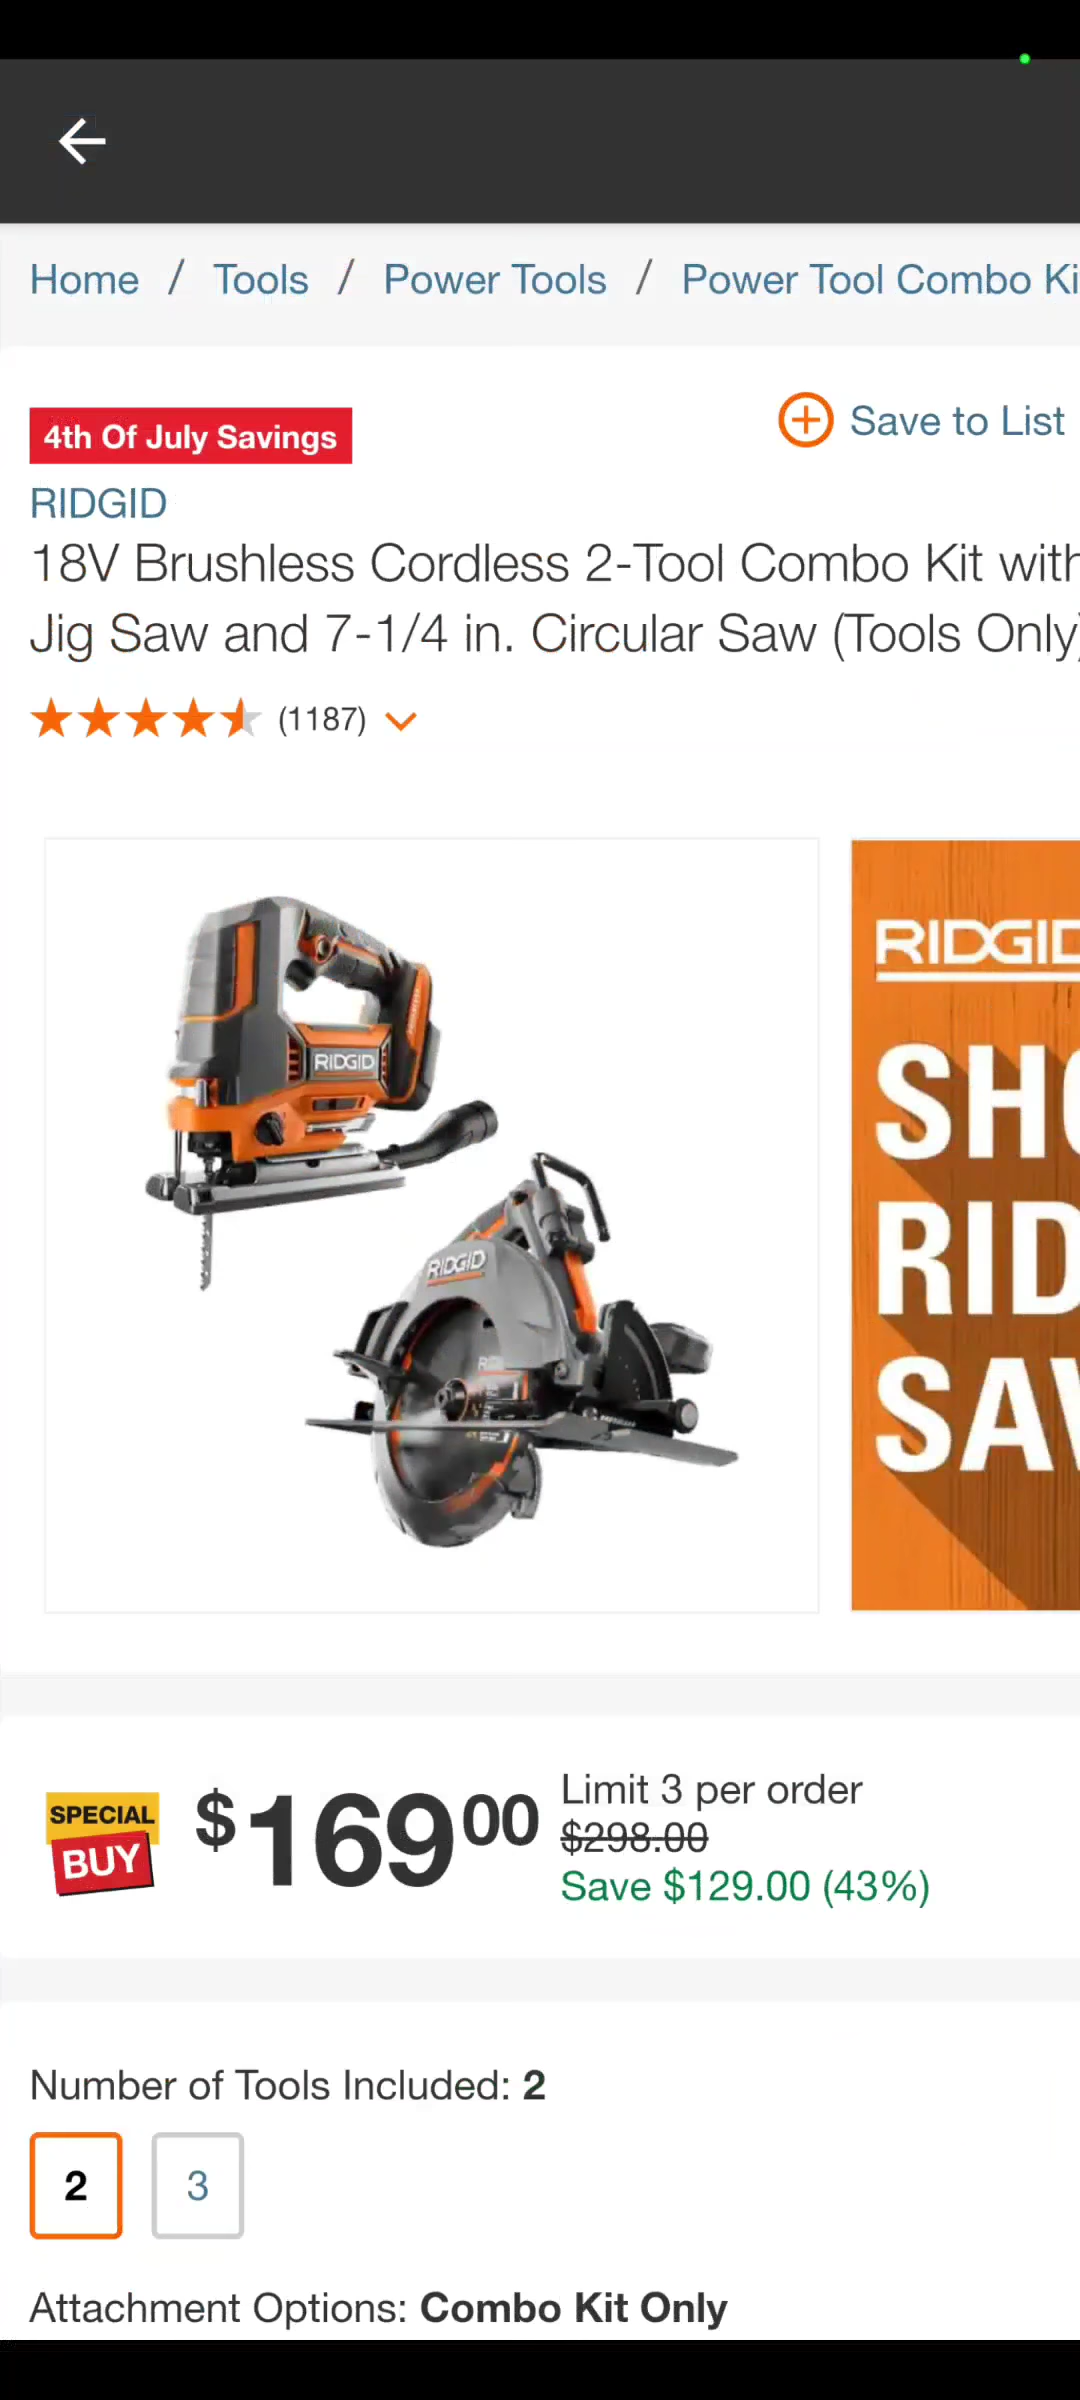 Home / Tools / Power Tools / Power Tool Combo Ki
4th Of July Savings
Save to List
RIDGID
18V Brushless Cordless 2-Tool Combo Kit with
Jig Saw and 7-1/4 in. Circular Saw (Tools Only)
(1187)
RIDGID
RIDGID
RIDGID
SHO
RID
SAV
SPECIAL
BUY
$16900
Limit 3 per order
$298.00
Save $129.00 (43%)
Number of Tools Included: 2
2
3
Attachment Options: Combo Kit Only